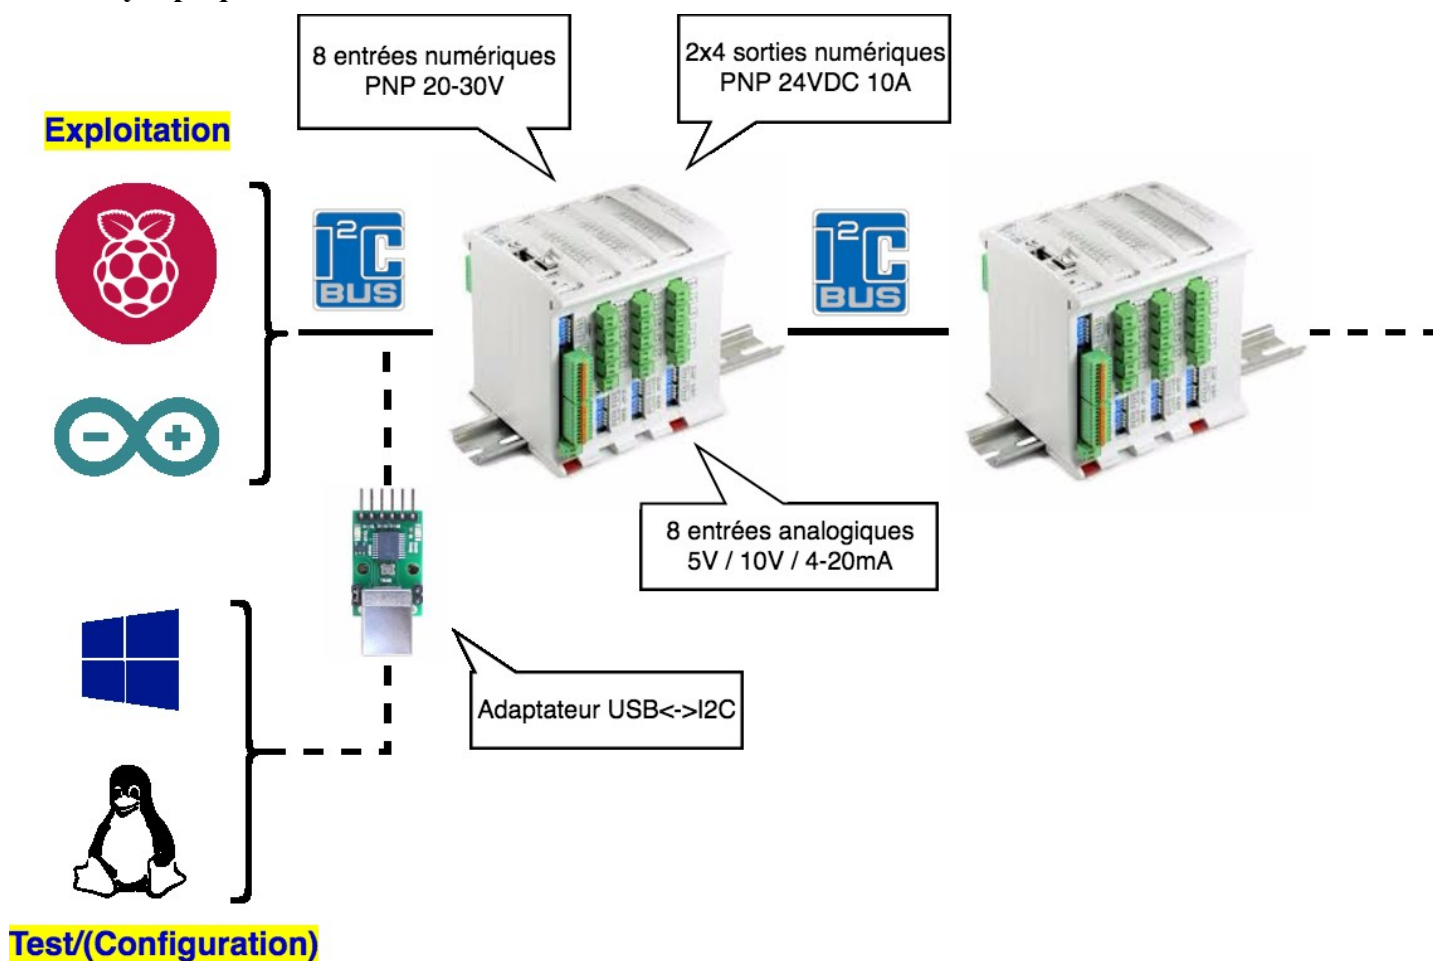 8 entrées numériques
PNP 20-30V
2x4 sorties numériques
PNP 24VDC 10A
Exploitation
I²C
BUS
I²C
BUS
8 entrées analogiques
5V / 10V / 4-20mA
Adaptateur USB<->I2C
Test/(Configuration)